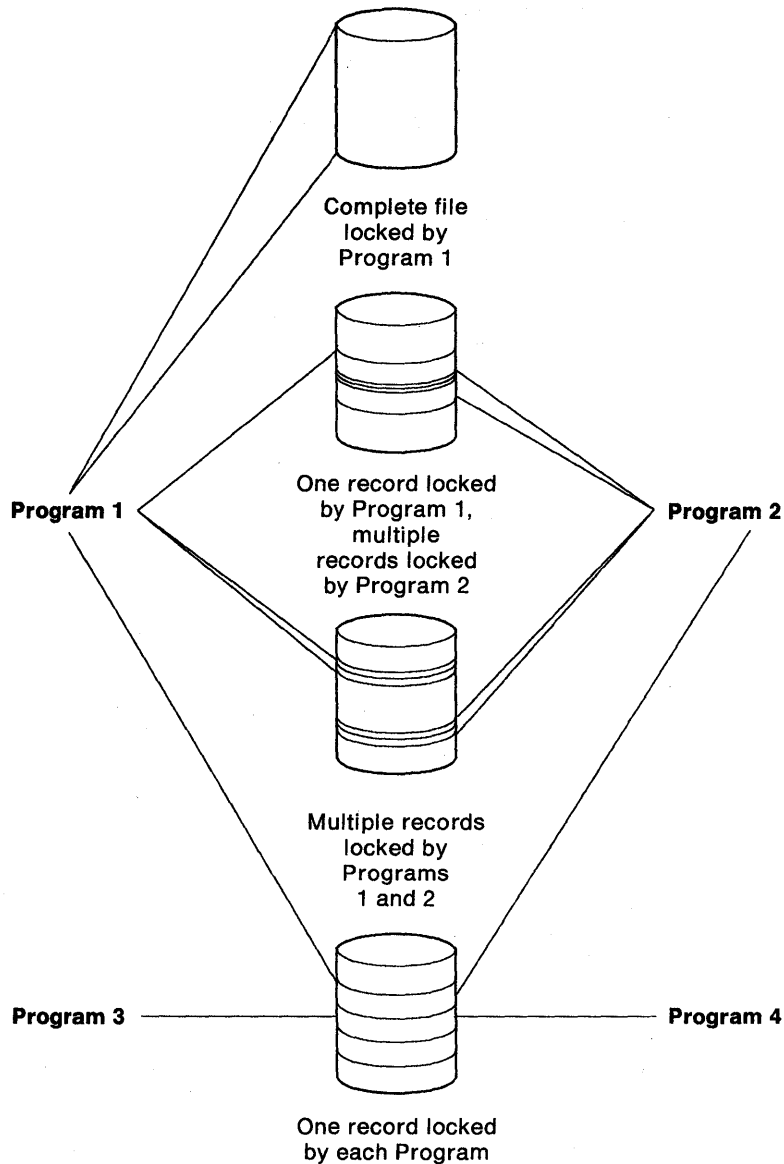 Complete file
locked by
Program 1
One record locked
by Program 1,
multiple
records locked
by Program 2
Program 1
Program 2
Multiple records
locked by
Programs
1 and 2
Program 3
Program 4
One record locked
by each Program